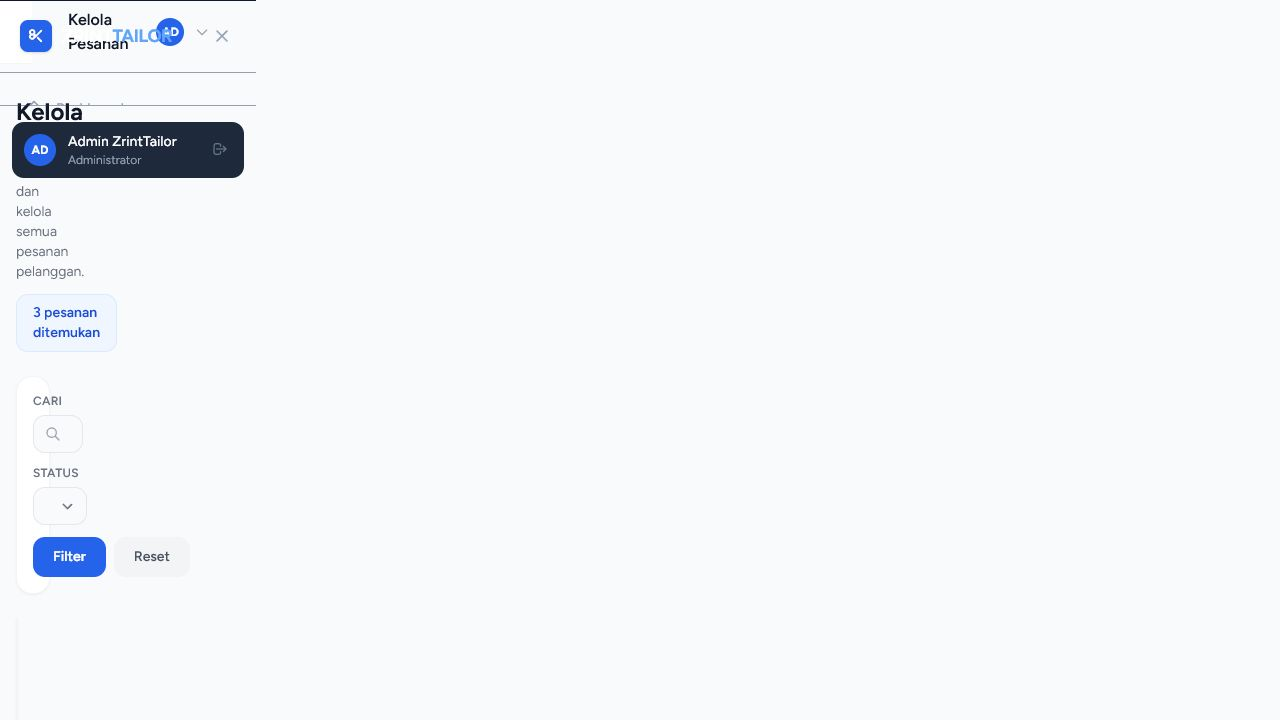 Kelola
Pesanan
TAILOR
AD
Kelola
AD
Admin ZrintTailor
Administrator
dan
kelola
semua
pesanan
pelanggan.
3 pesanan
ditemukan
CARI
STATUS
Filter
Reset